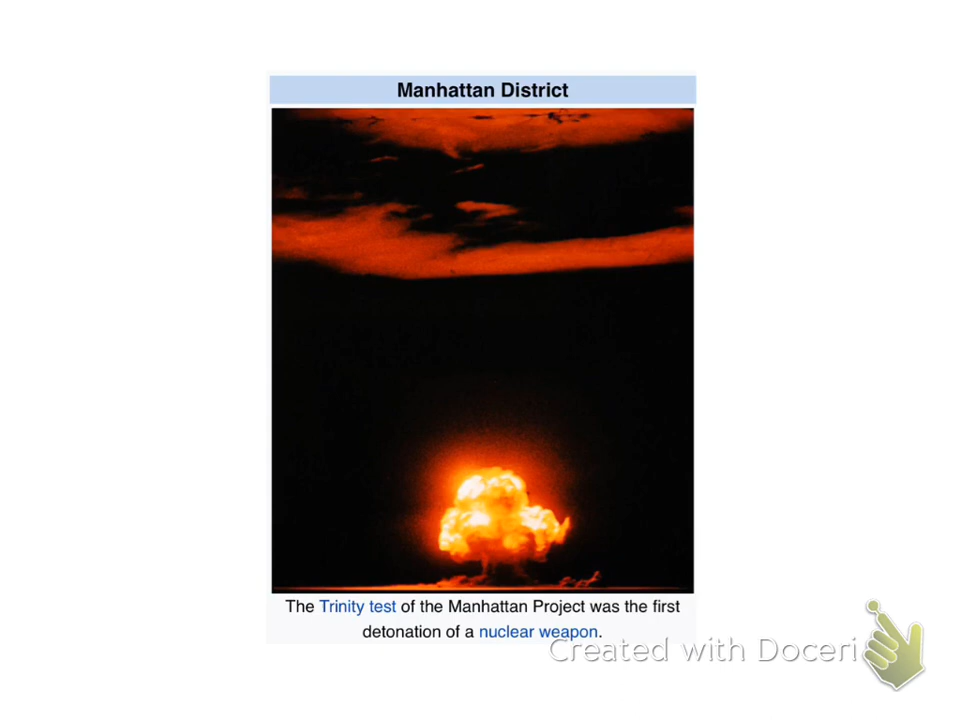 Manhattan District
The Trinity test of the Manhattan Project was the first
detonation of a nuclear weapon.
Created with Doceri